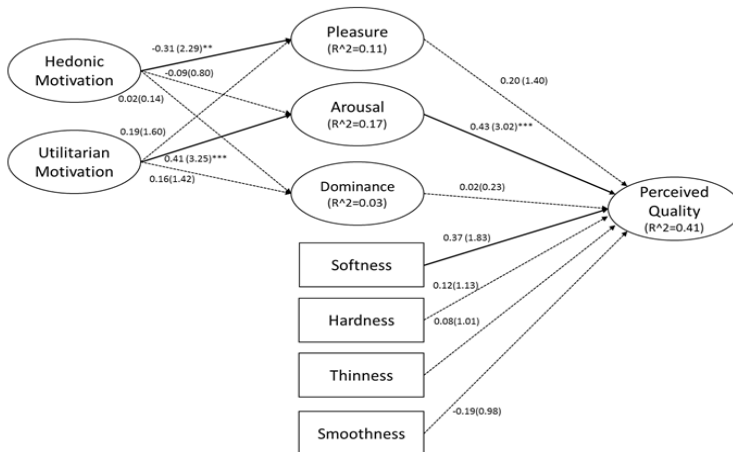 Hedonic
Motivation
Utilitarian
Motivation
-0.31 (2.29)**
-0.09(0.80)
0.02(0.14)
0.19(1.60)
0.41 (3.25)***
0.16(1.42)
Pleasure
(R^2=0.11)
Arousal
(R^2=0.17)
Dominance
(R^2=0.03)
Softness
Hardness
Thinness
Smoothness
0.20 (1.40)
0.43 (3.02)***
0.02(0.23)
0.37 (1.83)
0.12(1.13)
0.08(1.01)
-0.19(0.98)
Perceived
Quality
(R^2=0.41)